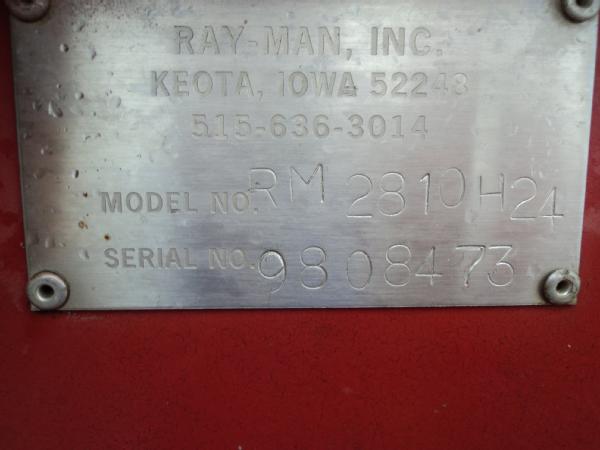 RAY-MAN, INC.
KEOTA, IOWA 52248
515-636-3014
MODEL NO. RM 2810H24
SERIAL NO. 9808473